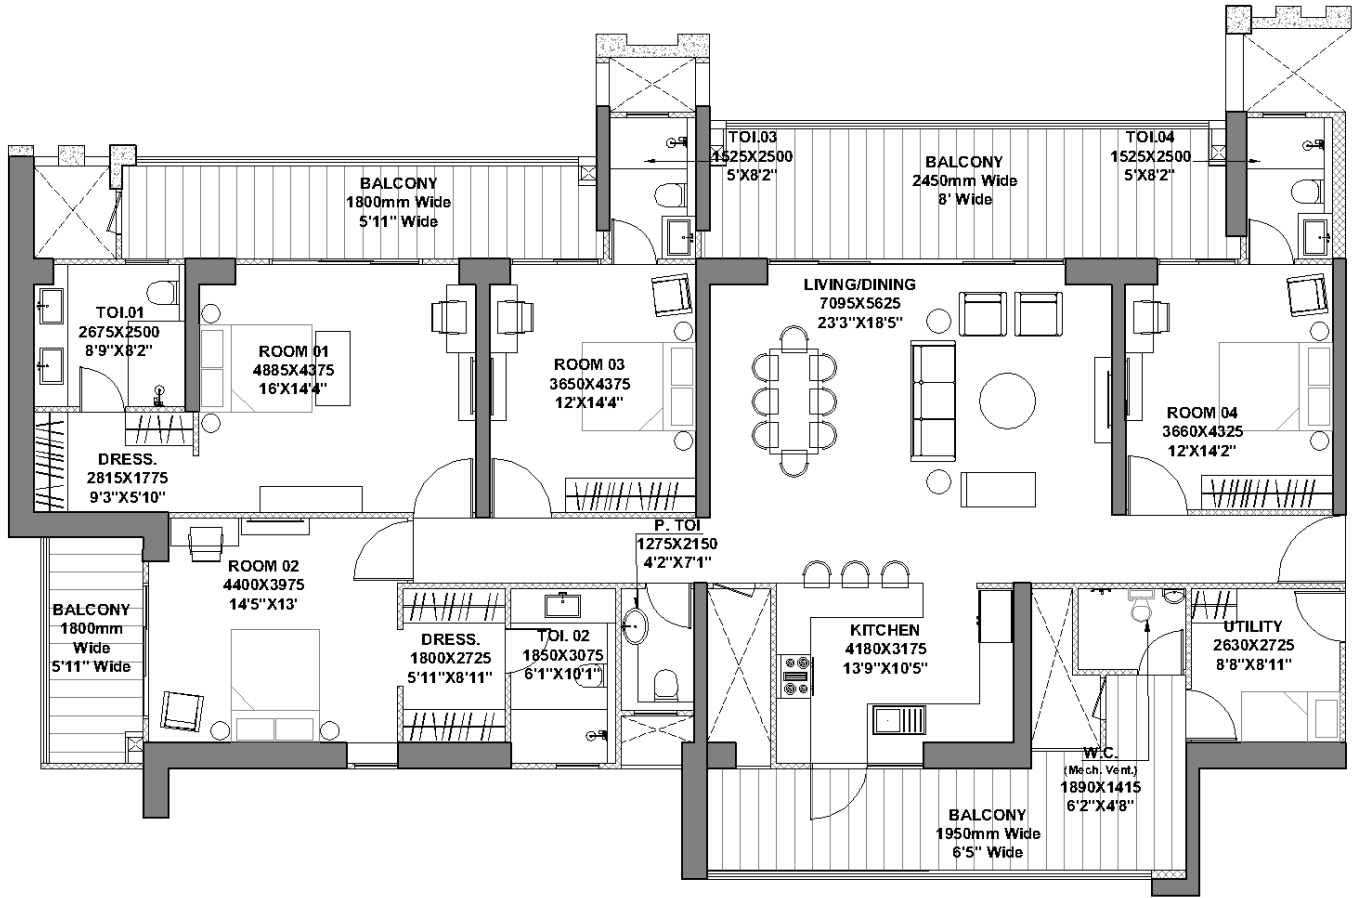 TOI.03
1525X2500
5'X8'2"
TOI.04
1525X2500
5'X8'2"
BALCONY
2450mm Wide
8' Wide
BALCONY
1800mm Wide
5'11" Wide
TOI.01
2675X2500
8'9"X8'2"
ROOM 01
4885X4375
16'X14'4"
ROOM 03
3650X4375
12'X14'4"
LIVING/DINING
7095X5625
23'3"X18'5"
ROOM 04
3660X4325
12'X14'2"
DRESS.
2815X1775
9'3"X5'10"
P. TOI
1275X2150
4'2"X7'1"
ROOM 02
4400X3975
14'5"X13'
BALCONY
1800mm
Wide
5'11" Wide
DRESS.
1800X2725
5'11"X8'11"
TOI. 02
1850X3075
6'1"X10'1"
KITCHEN
4180X3175
13'9"X10'5"
UTILITY
2630X2725
8'8"X8'11"
W.C.
(Mech. Vent.)
1890X1415
6'2"X4'8"
BALCONY
1950mm Wide
6'5" Wide